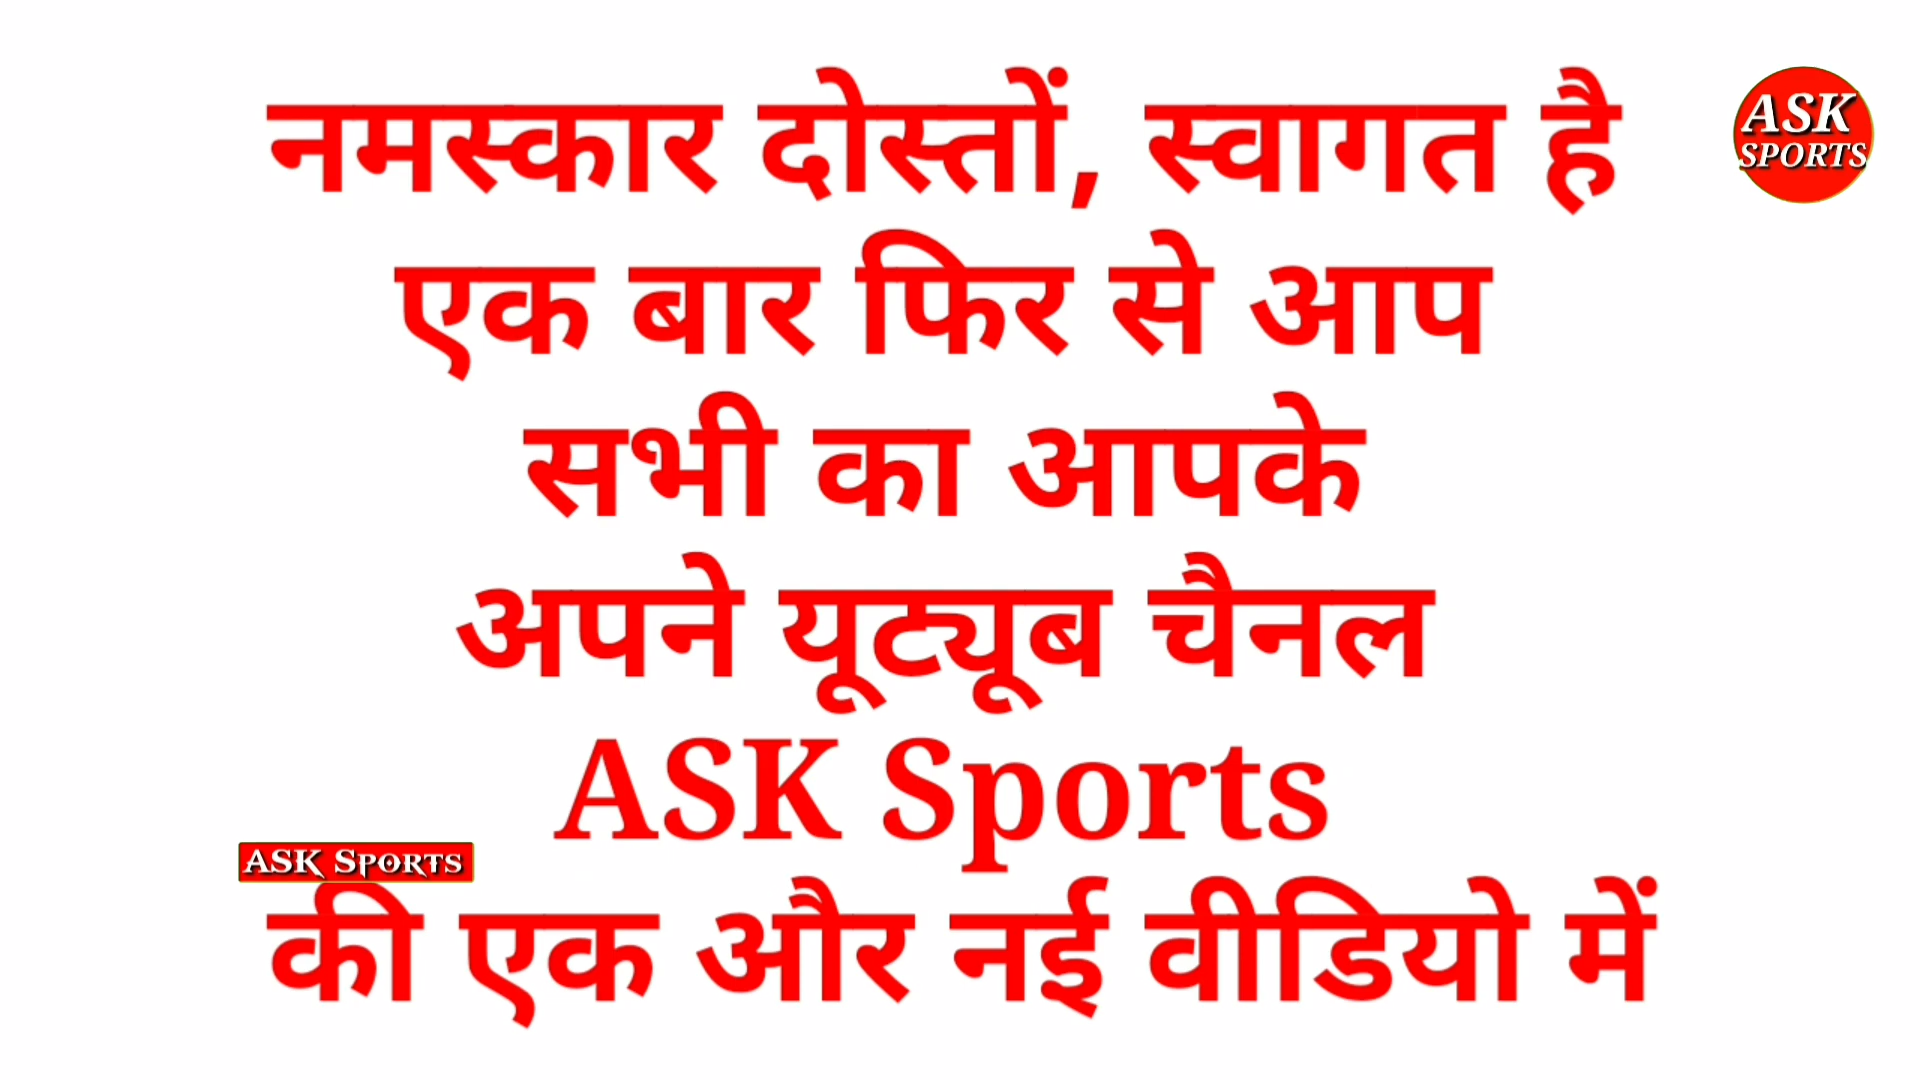 नमस्कार दोस्तों, स्वागत है
एक बार फिर से आप
सभी का आपके
अपने यूट्यूब चैनल
ASK Sports
की एक और नई वीडियो में
ASK
SPORTS
ASK SPORTS